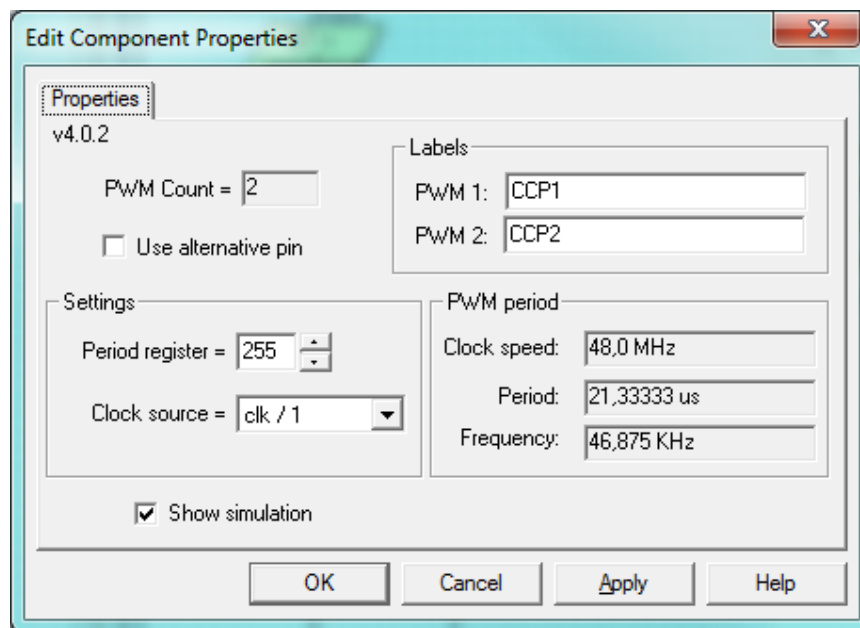 Edit Component Properties
Properties
v4.0.2
PWM Count = 2
Use alternative pin
Labels
PWM 1: CCP1
PWM 2: CCP2
Settings
Period register = 255
Clock source = clk / 1
PWM period
Clock speed: 48,0 MHz
Period: 21,33333 us
Frequency: 46,875 KHz
Show simulation
OK Cancel Apply Help